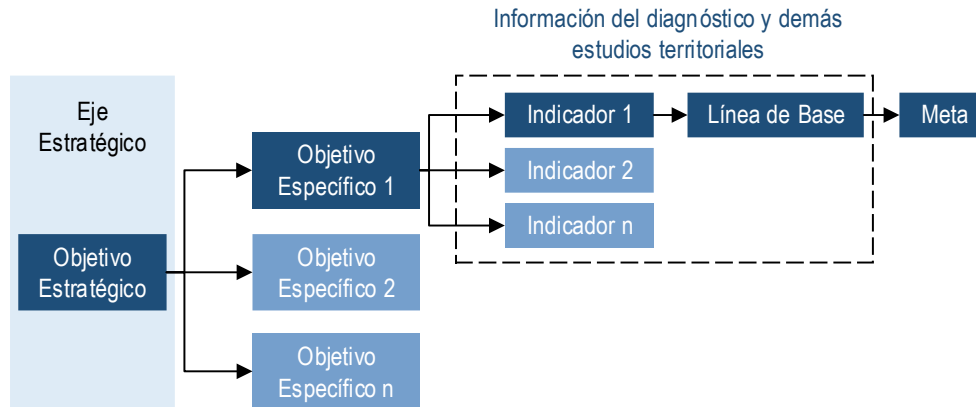 Información del diagnóstico y demás
estudios territoriales
Eje
Estratégico
Objetivo
Estratégico
Objetivo
Específico 1
Objetivo
Específico 2
Objetivo
Específico n
Indicador 1
Indicador 2
Indicador n
Línea de Base
Meta